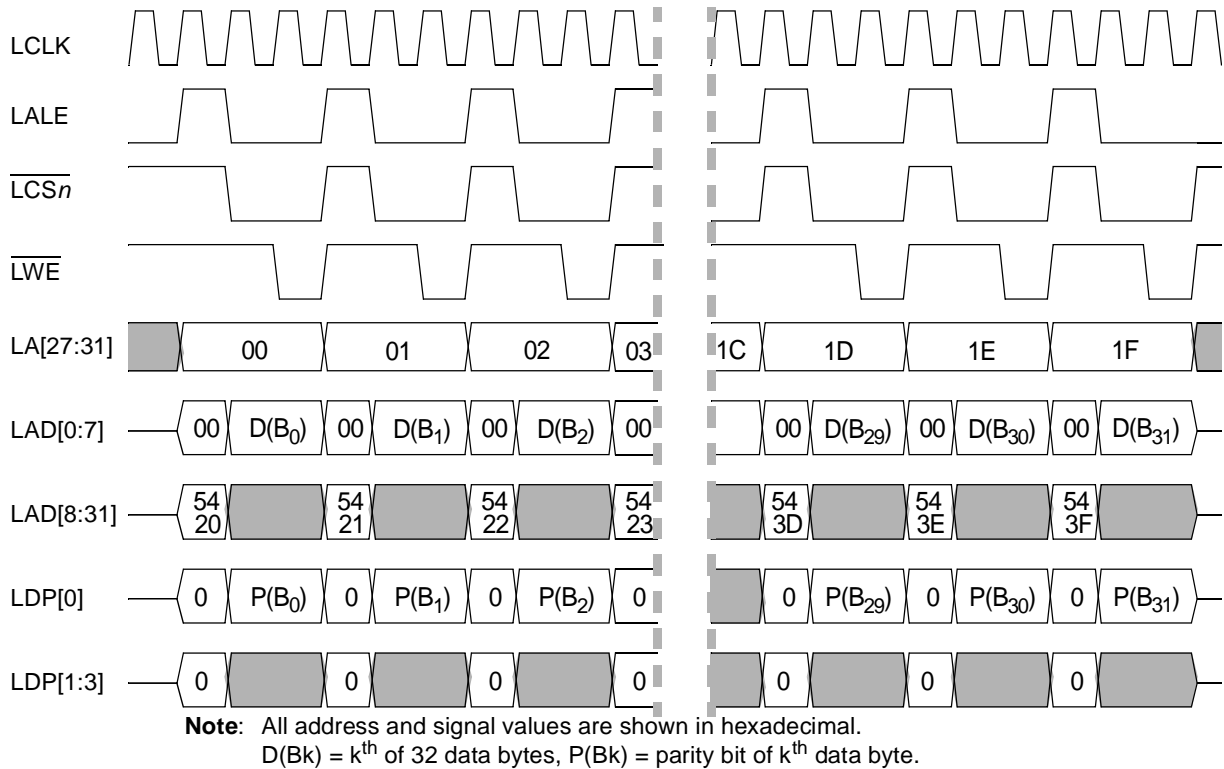 LCLK
LALE
LCSn
LWE
LA[27:31] 00 01 02 03 1C 1D 1E 1F
LAD[0:7] 00 D(B0) 00 D(B1) 00 D(B2) 00 00 D(B29) 00 D(B30) 00 D(B31)
LAD[8:31] 54 20 54 21 54 22 54 23 54 3D 54 3E 54 3F
LDP[0] 0 P(B0) 0 P(B1) 0 P(B2) 0 0 P(B29) 0 P(B30) 0 P(B31)
LDP[1:3] 0 0 0 0 0 0 0
Note: All address and signal values are shown in hexadecimal.
D(Bk) = kth of 32 data bytes, P(Bk) = parity bit of kth data byte.